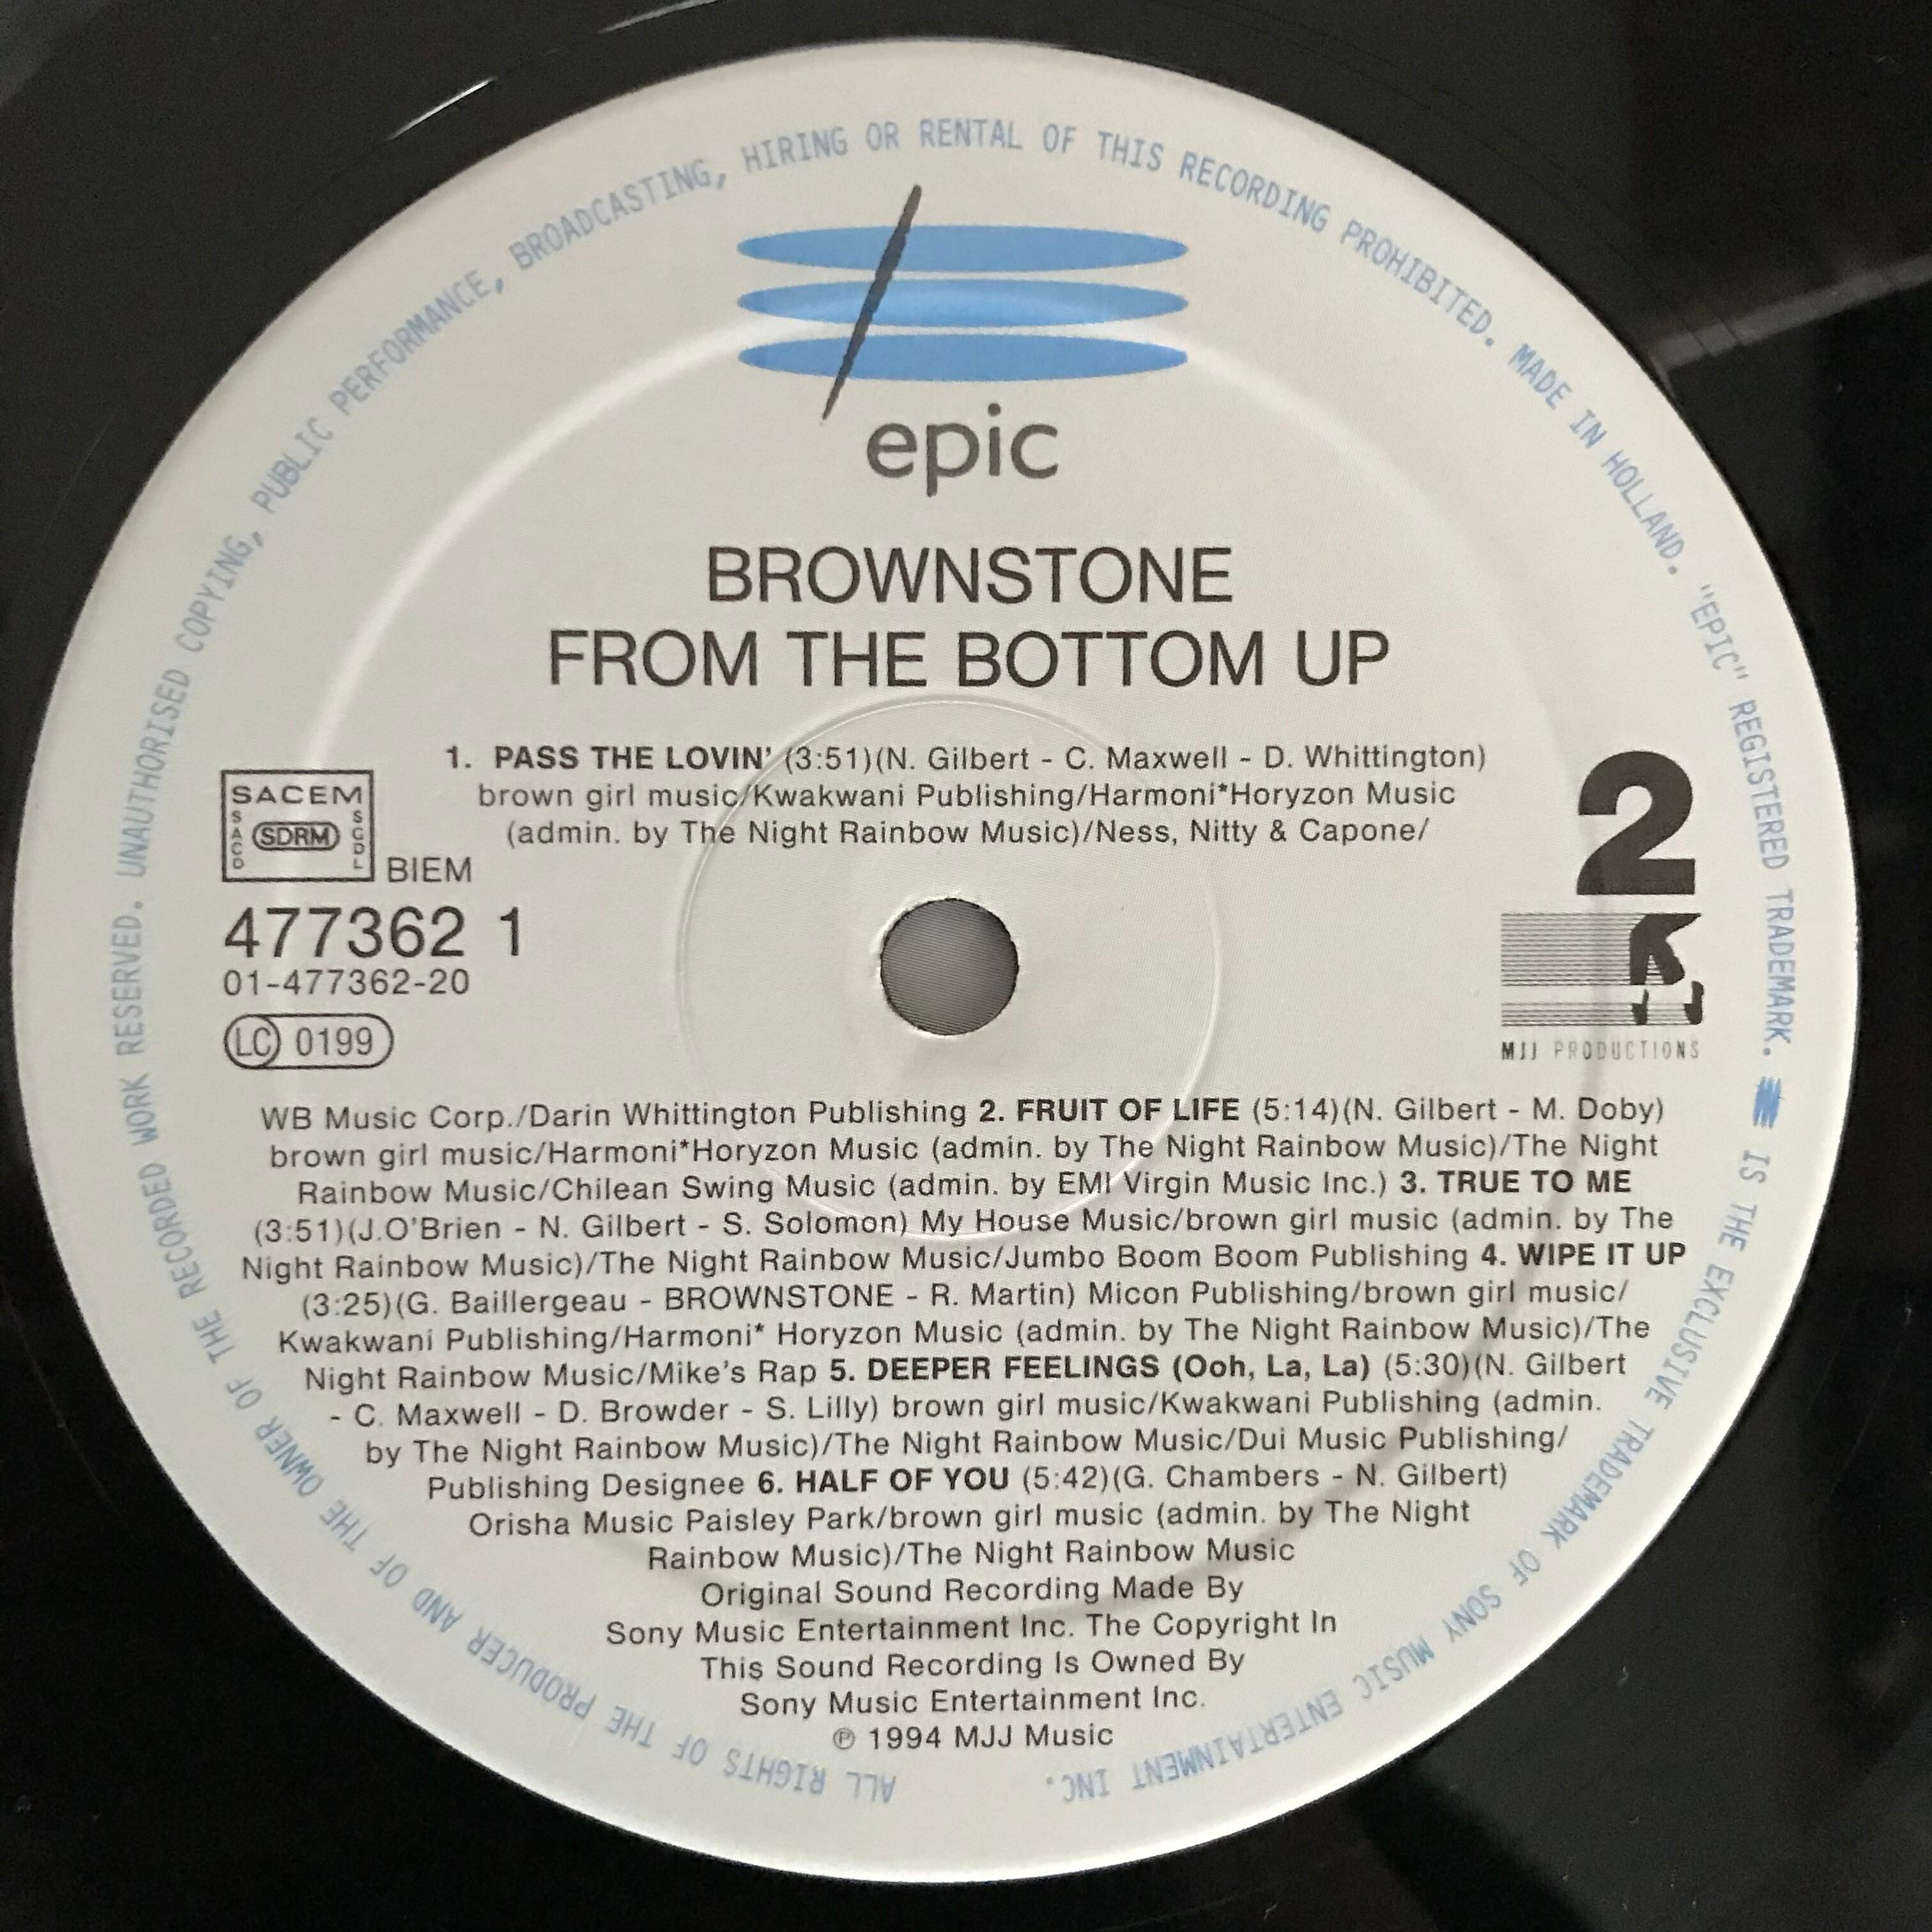 ALL RIGHTS OF THE PRODUCER AND OF THE OWNER OF THE RECORDED WORK RESERVED. UNAUTHORISED COPYING, PUBLIC PERFORMANCE, BROADCASTING, HIRING OR RENTAL OF THIS RECORDING PROHIBITED. MADE IN HOLLAND. "EPIC" REGISTERED TRADEMARK. IS THE EXCLUSIVE TRADEMARK OF SONY MUSIC ENTERTAINMENT INC.
epic
BROWNSTONE
FROM THE BOTTOM UP
1. PASS THE LOVIN' (3:51)(N. Gilbert - C. Maxwell - D. Whittington)
brown girl music/Kwakwani Publishing/Harmoni*Horyzon Music
(admin. by The Night Rainbow Music)/Ness, Nitty & Capone/
SACEM
SACD
SDRM
SGDL
BIEM
477362 1
01-477362-20
LC 0199
2
MJJ PRODUCTIONS
WB Music Corp./Darin Whittington Publishing 2. FRUIT OF LIFE (5:14)(N. Gilbert - M. Doby)
brown girl music/Harmoni*Horyzon Music (admin. by The Night Rainbow Music)/The Night
Rainbow Music/Chilean Swing Music (admin. by EMI Virgin Music Inc.) 3. TRUE TO ME
(3:51)(J.O'Brien - N. Gilbert - S. Solomon) My House Music/brown girl music (admin. by The
Night Rainbow Music)/The Night Rainbow Music/Jumbo Boom Boom Publishing 4. WIPE IT UP
(3:25)(G. Baillergeau - BROWNSTONE - R. Martin) Micon Publishing/brown girl music/
Kwakwani Publishing/Harmoni* Horyzon Music (admin. by The Night Rainbow Music)/The
Night Rainbow Music/Mike's Rap 5. DEEPER FEELINGS (Ooh, La, La) (5:30)(N. Gilbert
- C. Maxwell - D. Browder - S. Lilly) brown girl music/Kwakwani Publishing (admin.
by The Night Rainbow Music)/The Night Rainbow Music/Dui Music Publishing/
Publishing Designee 6. HALF OF YOU (5:42)(G. Chambers - N. Gilbert)
Orisha Music Paisley Park/brown girl music (admin. by The Night
Rainbow Music)/The Night Rainbow Music
Original Sound Recording Made By
Sony Music Entertainment Inc. The Copyright In
This Sound Recording Is Owned By
Sony Music Entertainment Inc.
℗ 1994 MJJ Music